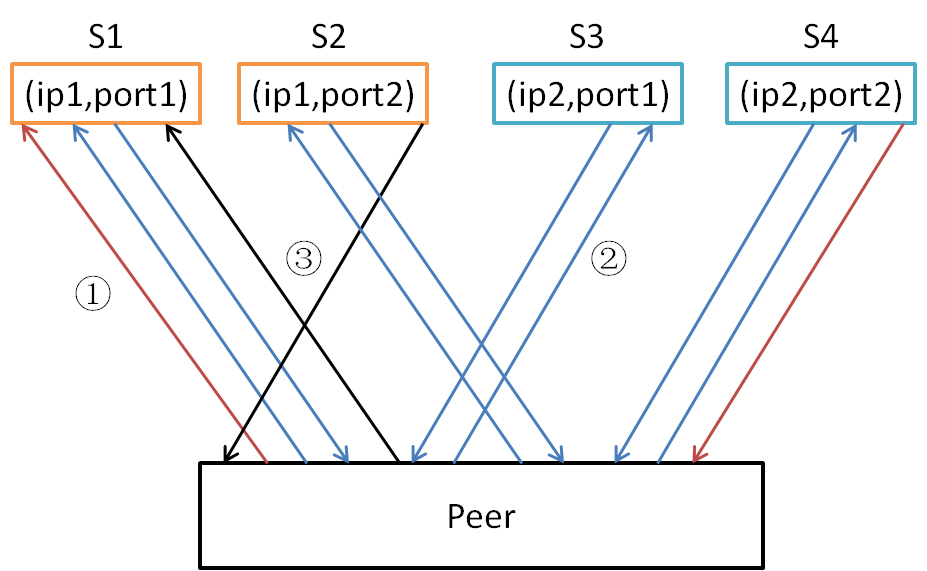 S1 S2 S3 S4
(ip1,port1) (ip1,port2) (ip2,port1) (ip2,port2)
③ ②
①
Peer